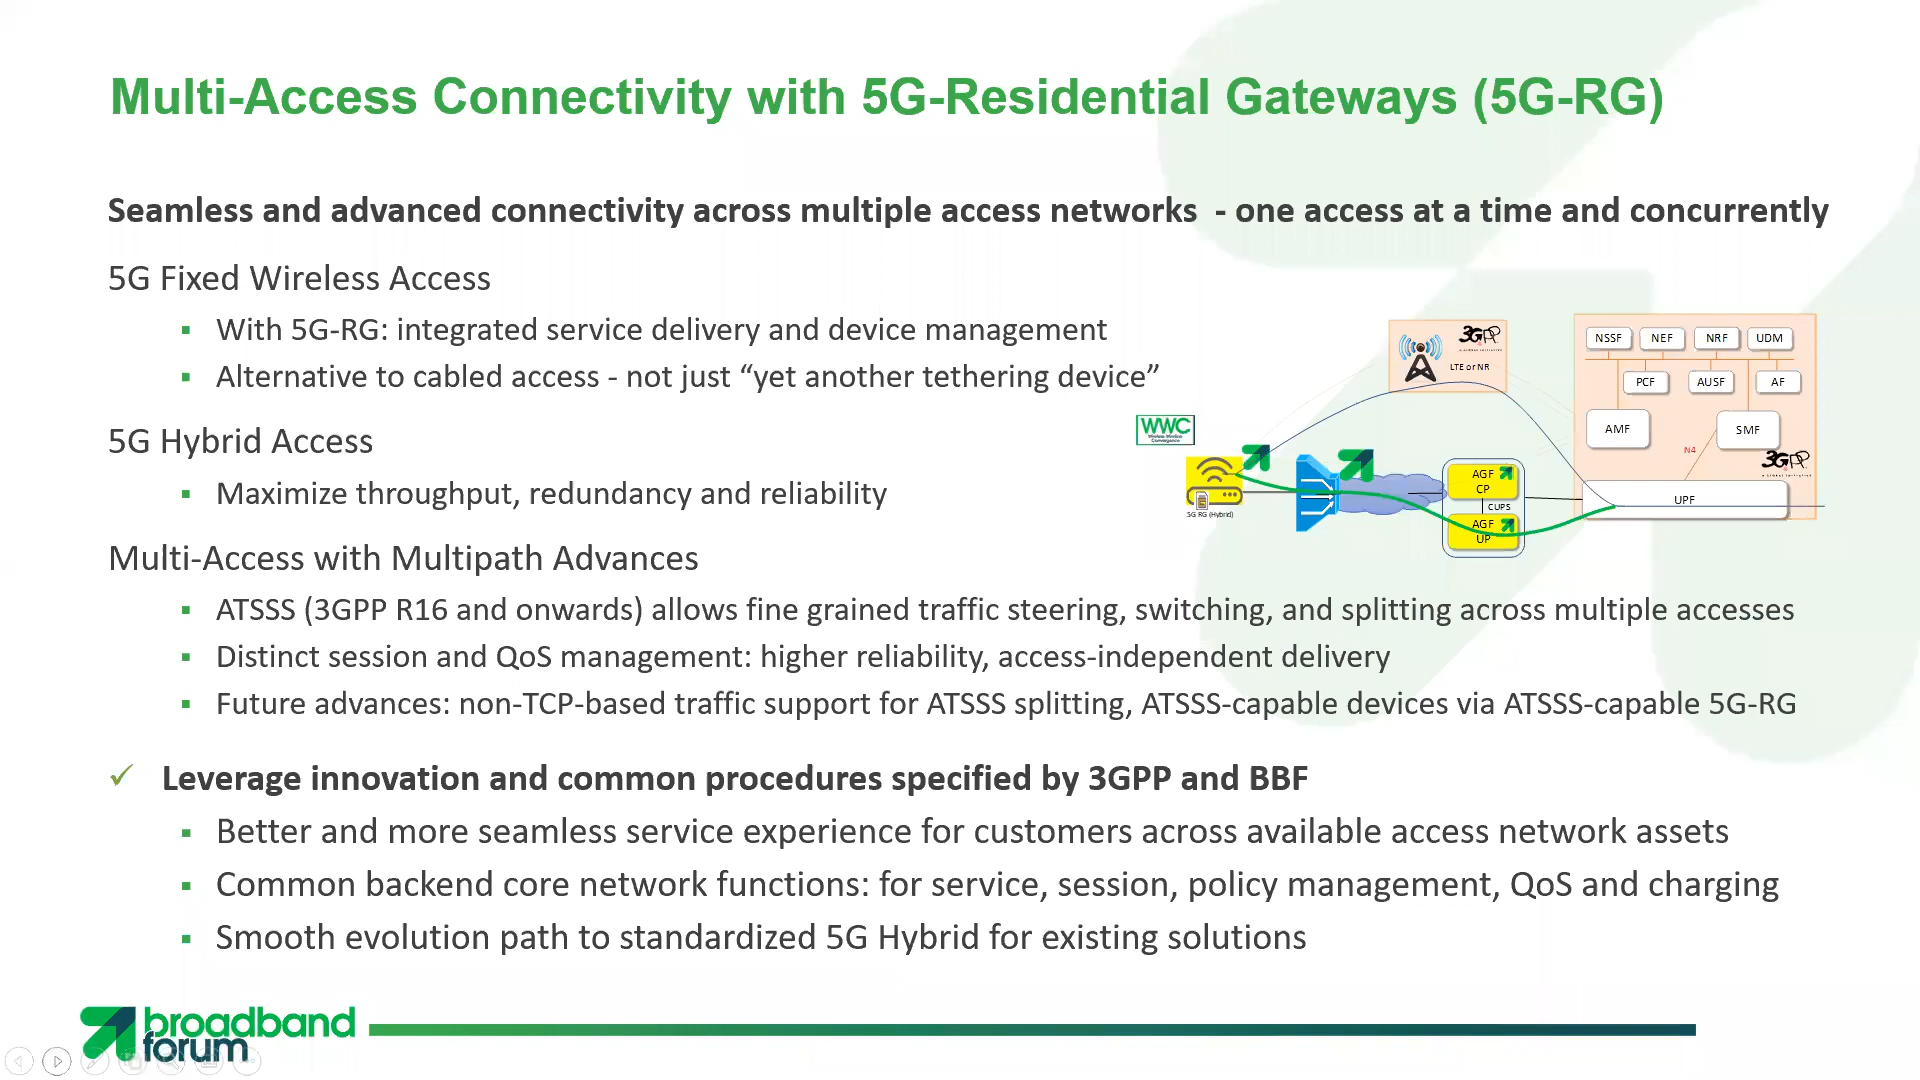 Multi-Access Connectivity with 5G-Residential Gateways (5G-RG)
Seamless and advanced connectivity across multiple access networks - one access at a time and concurrently
5G Fixed Wireless Access
▪ With 5G-RG: integrated service delivery and device management
▪ Alternative to cabled access - not just “yet another tethering device”
5G Hybrid Access
▪ Maximize throughput, redundancy and reliability
Multi-Access with Multipath Advances
▪ ATSSS (3GPP R16 and onwards) allows fine grained traffic steering, switching, and splitting across multiple accesses
▪ Distinct session and QoS management: higher reliability, access-independent delivery
▪ Future advances: non-TCP-based traffic support for ATSSS splitting, ATSSS-capable devices via ATSSS-capable 5G-RG
✓ Leverage innovation and common procedures specified by 3GPP and BBF
▪ Better and more seamless service experience for customers across available access network assets
▪ Common backend core network functions: for service, session, policy management, QoS and charging
▪ Smooth evolution path to standardized 5G Hybrid for existing solutions
WWC
Wireless-Wireline
Convergence
5G RG (Hybrid)
3GPP
LTE or NR
AGF
CP
CUPS
AGF
UP
NSSF NEF NRF UDM
PCF AUSF AF
AMF SMF
N4
3GPP
UPF
broadband
forum